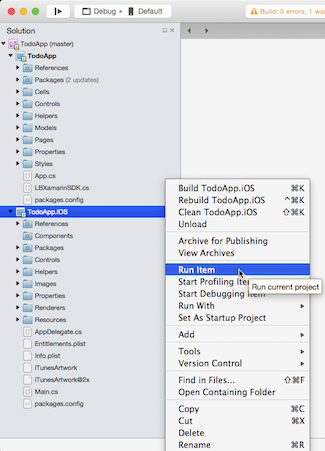 Debug
Default
Build: 0 errors, 1 wa
Solution
TodoApp (master)
TodoApp
References
Packages (2 updates)
Cells
Controls
Helpers
Models
Pages
Properties
Styles
App.cs
LBXamarinSDK.cs
packages.config
TodoApp.iOS
References
Components
Packages
Controls
Helpers
Images
Properties
Renderers
Resources
AppDelegate.cs
Entitlements.plist
Info.plist
iTunesArtwork
iTunesArtwork@2x
Main.cs
packages.config
Build TodoApp.iOS ⌘K
Rebuild TodoApp.iOS ^⌘K
Clean TodoApp.iOS ⇧⌘K
Unload
Archive for Publishing
View Archives
Run Item
Start Profiling Item
Run current project
Start Debugging Item
Run With
Set As Startup Project
Add
Tools
Version Control
Find in Files... ⇧⌘F
Open Containing Folder
Copy ⌘C
Cut ⌘X
Delete
Rename ⌘R